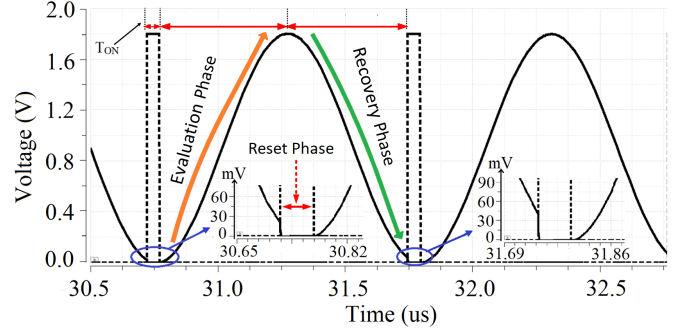 2.0
1.6
1.2
0.8
0.4
0.0
Voltage (V)
TON
Evaluation Phase
Recovery Phase
Reset Phase
mV
60
30
0
30.65
30.82
mV
90
60
30
0
31.69
31.86
30.5
31.0
31.5
32.0
32.5
Time (us)